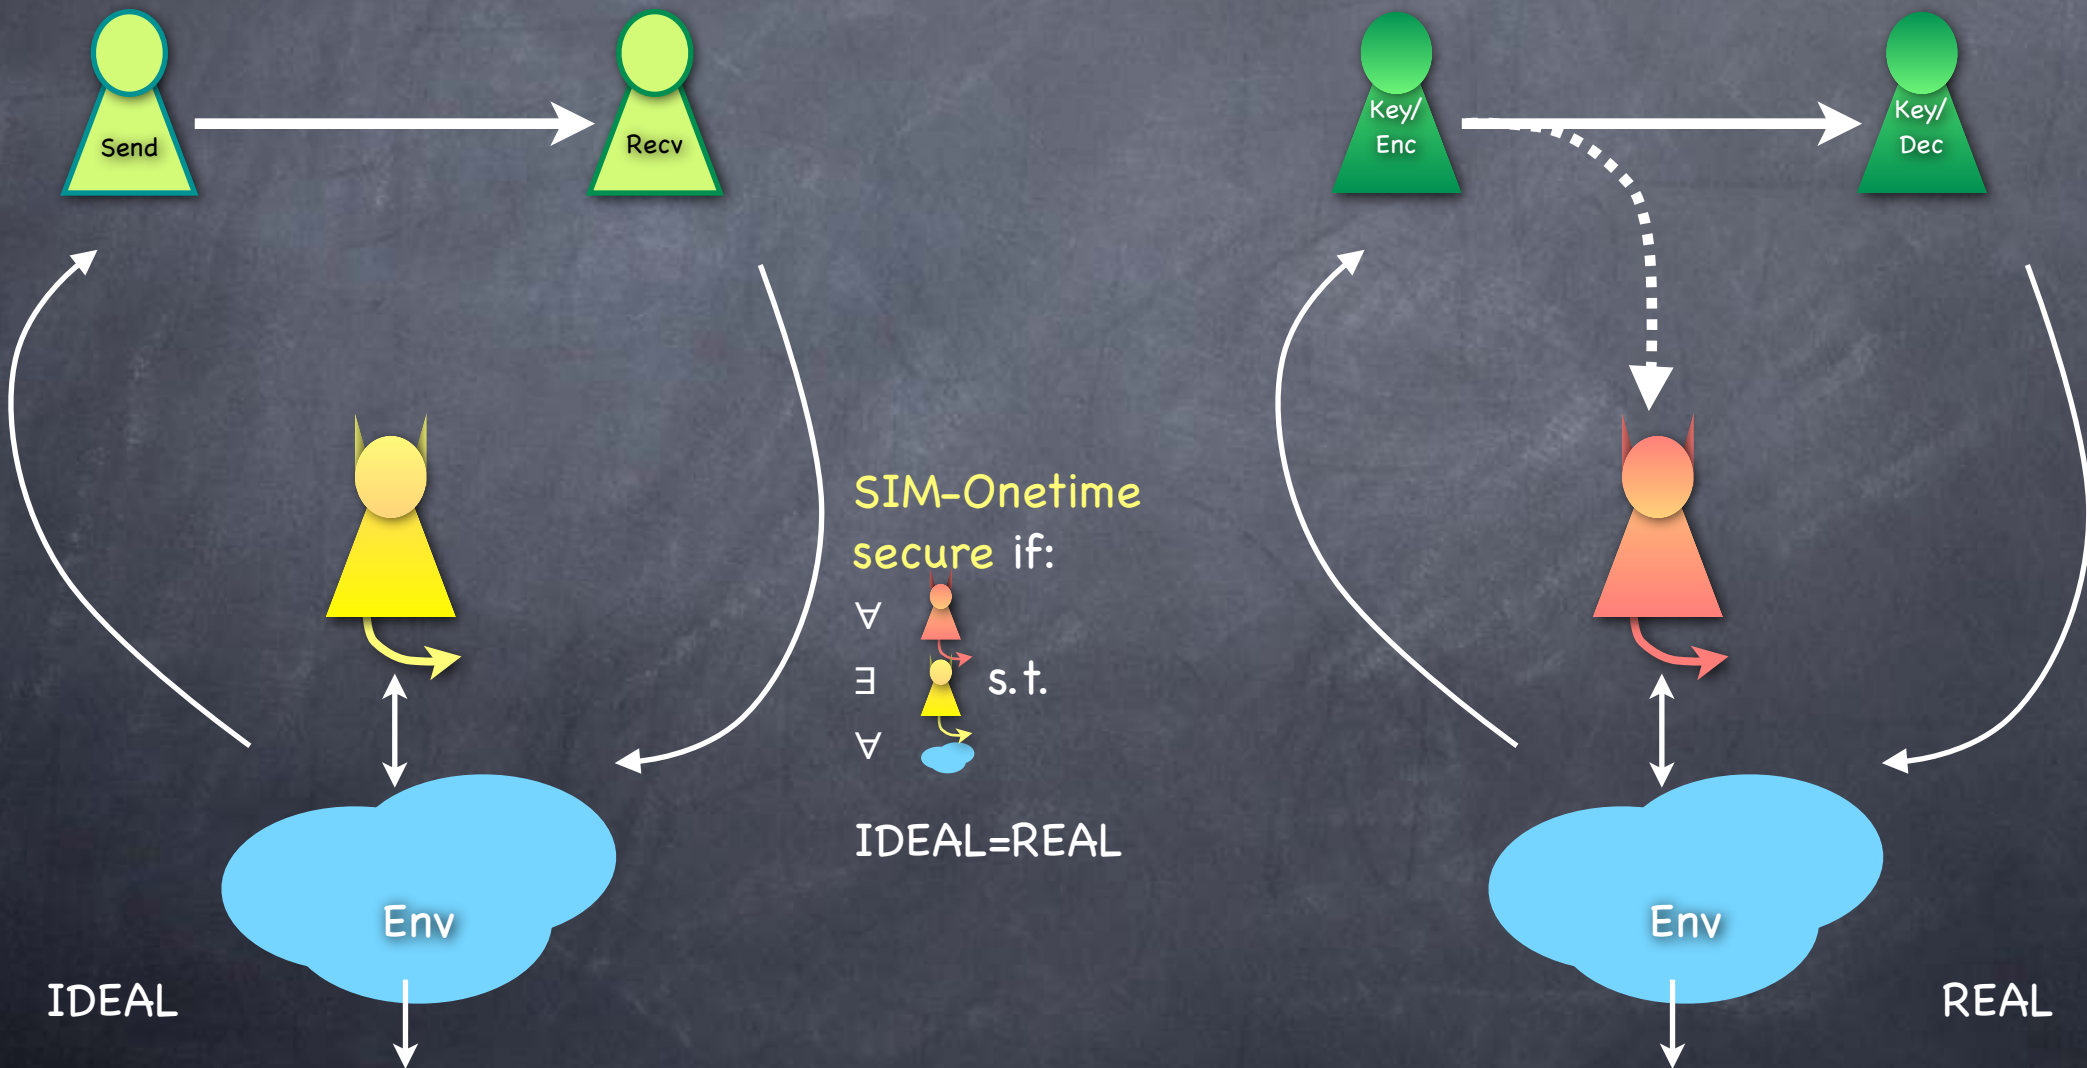 Send
Recv
Key/
Enc
Key/
Dec
SIM-Onetime
secure if:
∀
∃ s.t.
∀
IDEAL=REAL
Env
Env
IDEAL
REAL